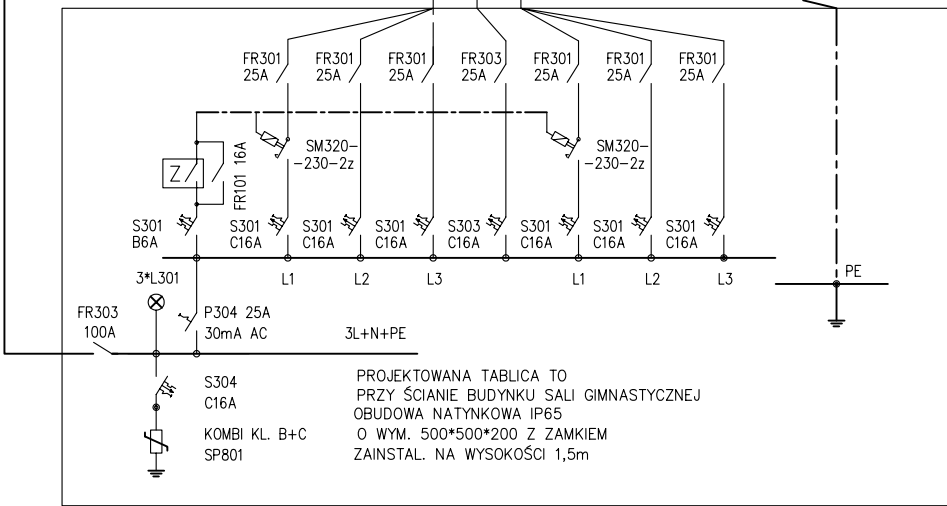 FR301 FR301 FR301 FR303 FR301 FR301 FR301
25A 25A 25A 25A 25A 25A 25A
SM320- SM320-
-230-2z -230-2z
Z
FR101 16A
S301 S301 S301 S301 S303 S301 S301 S301
B6A C16A C16A C16A C16A C16A C16A C16A
3*L301 L1 L2 L3 L1 L2 L3 PE
FR303 P304 25A
100A 30mA AC 3L+N+PE
S304
C16A
KOMBI KL. B+C
SP801
PROJEKTOWANA TABLICA TO
PRZY ŚCIANIE BUDYNKU SALI GIMNASTYCZNEJ
OBUDOWA NATYNKOWA IP65
O WYM. 500*500*200 Z ZAMKIEM
ZAINSTAL. NA WYSOKOŚCI 1,5m